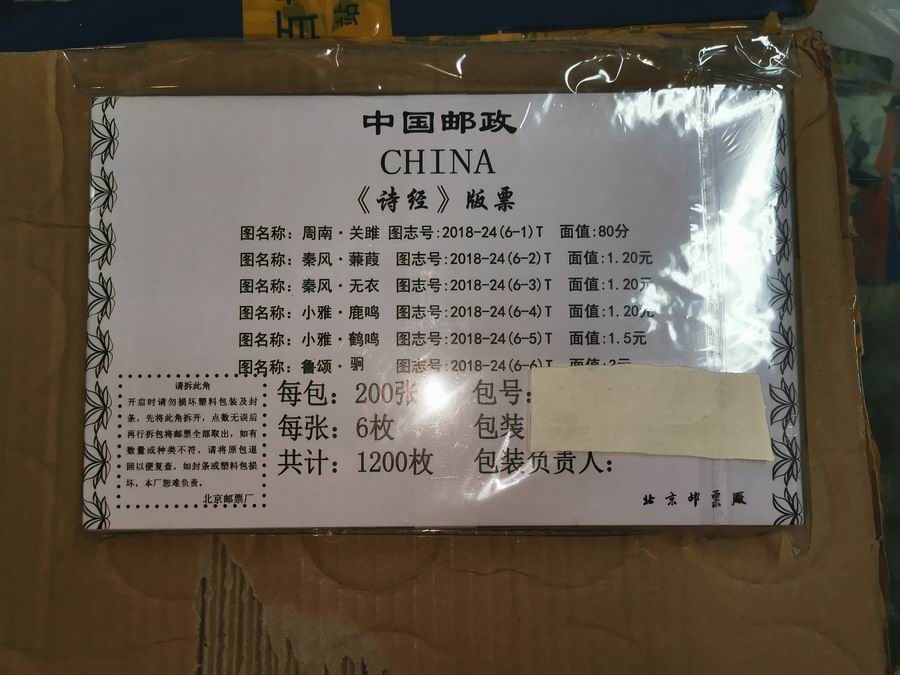 中国邮政
CHINA
《诗经》版票
图名称：周南·关雎 图志号:2018-24(6-1)T 面值:80分
图名称：秦风·蒹葭 图志号:2018-24(6-2)T 面值:1.20元
图名称：秦风·无衣 图志号:2018-24(6-3)T 面值:1.20元
图名称：小雅·鹿鸣 图志号:2018-24(6-4)T 面值:1.20元
图名称：小雅·鹤鸣 图志号:2018-24(6-5)T 面值:1.5元
图名称：鲁颂·駉 图志号:2018-24(6-6)T 面值:2元
请拆此角
开启时请勿损坏塑料包装及封
条，先将此角拆开，点数无误后
再行拆包将邮票全部取出，如有
数量或种类不符，请将原包退
回以便复查，如封条或塑料包损
坏，本厂恕难负责。
北京邮票厂
每包：200张 包号:
每张：6枚 包装
共计：1200枚 包装负责人:
北京邮票厂